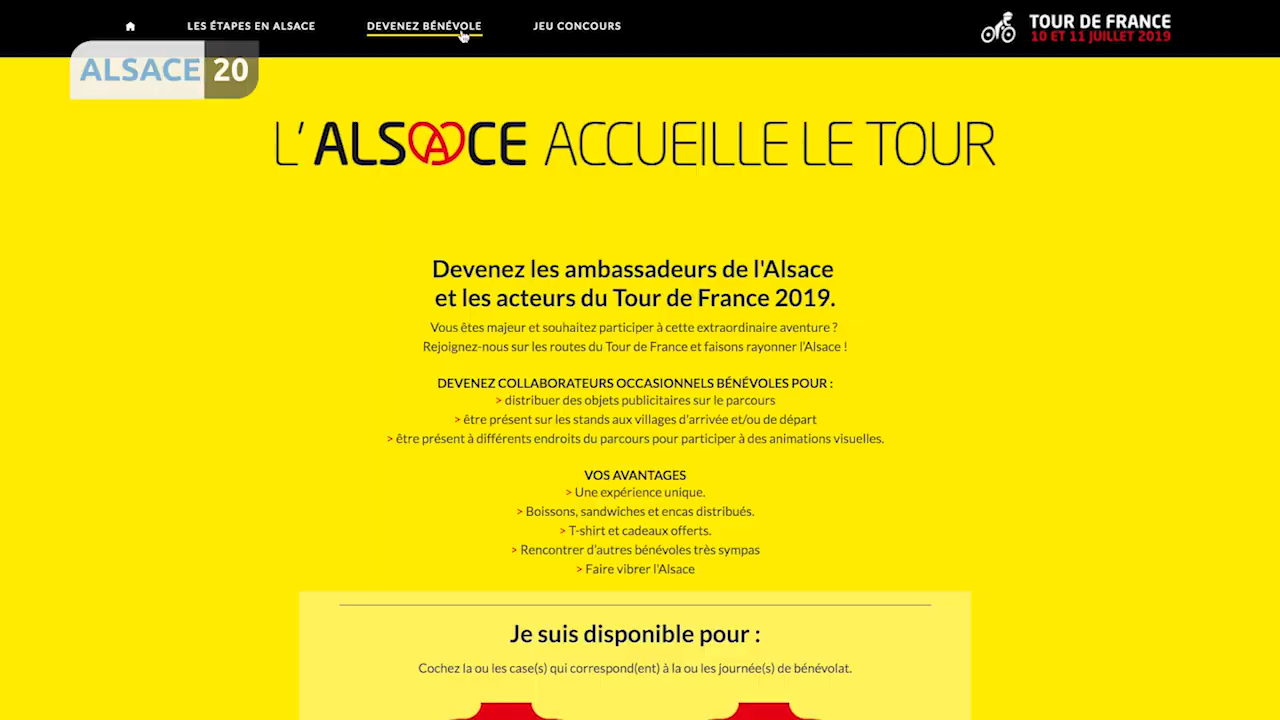 LES ÉTAPES EN ALSACE
DEVENEZ BÉNÉVOLE
JEU CONCOURS
TOUR DE FRANCE
10 ET 11 JUILLET 2019
ALSACE 20
L'ALSACE ACCUEILLE LE TOUR
Devenez les ambassadeurs de l'Alsace
et les acteurs du Tour de France 2019.
Vous êtes majeur et souhaitez participer à cette extraordinaire aventure ?
Rejoignez-nous sur les routes du Tour de France et faisons rayonner l'Alsace !
DEVENEZ COLLABORATEURS OCCASIONNELS BÉNÉVOLES POUR :
> distribuer des objets publicitaires sur le parcours
> être présent sur les stands aux villages d'arrivée et/ou de départ
> être présent à différents endroits du parcours pour participer à des animations visuelles.
VOS AVANTAGES
> Une expérience unique.
> Boissons, sandwiches et encas distribués.
> T-shirt et cadeaux offerts.
> Rencontrer d'autres bénévoles très sympas
> Faire vibrer l'Alsace
Je suis disponible pour :
Cochez la ou les case(s) qui correspond(ent) à la ou les journée(s) de bénévolat.